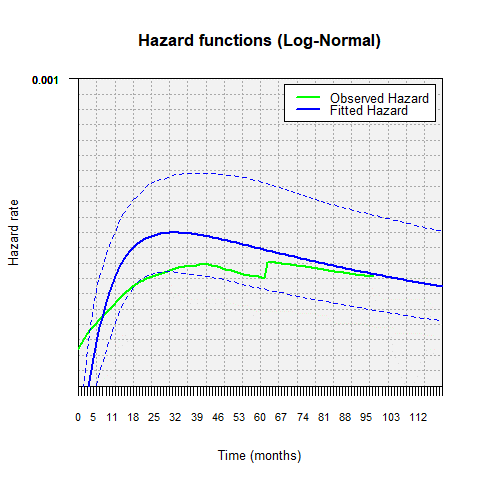 Hazard functions (Log-Normal)
0.001
Observed Hazard
Fitted Hazard
Hazard rate
0 5 11 18 25 32 39 46 53 60 67 74 81 88 95 103 112
Time (months)